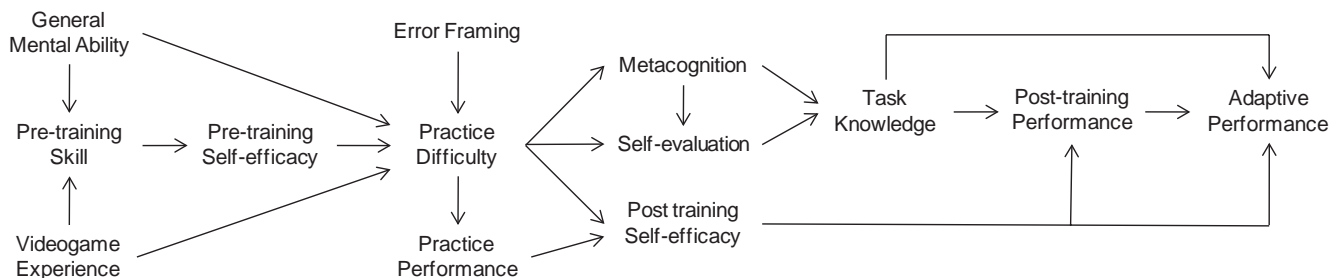 General
Mental Ability
Error Framing
Metacognition
Pre-training
Skill
Pre-training
Self-efficacy
Practice
Difficulty
Self-evaluation
Task
Knowledge
Post-training
Performance
Adaptive
Performance
Videogame
Experience
Practice
Performance
Post training
Self-efficacy